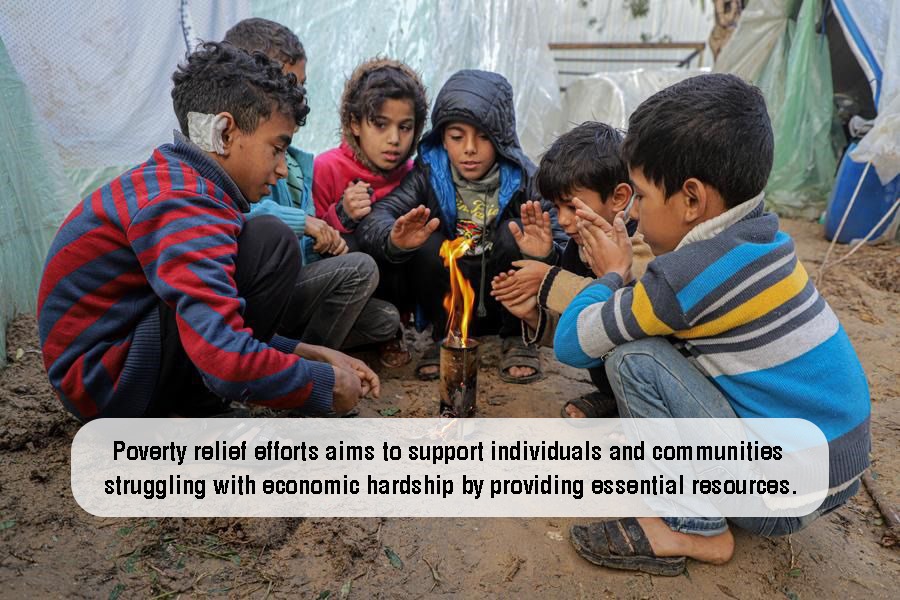 Poverty relief efforts aims to support individuals and communities
struggling with economic hardship by providing essential resources.